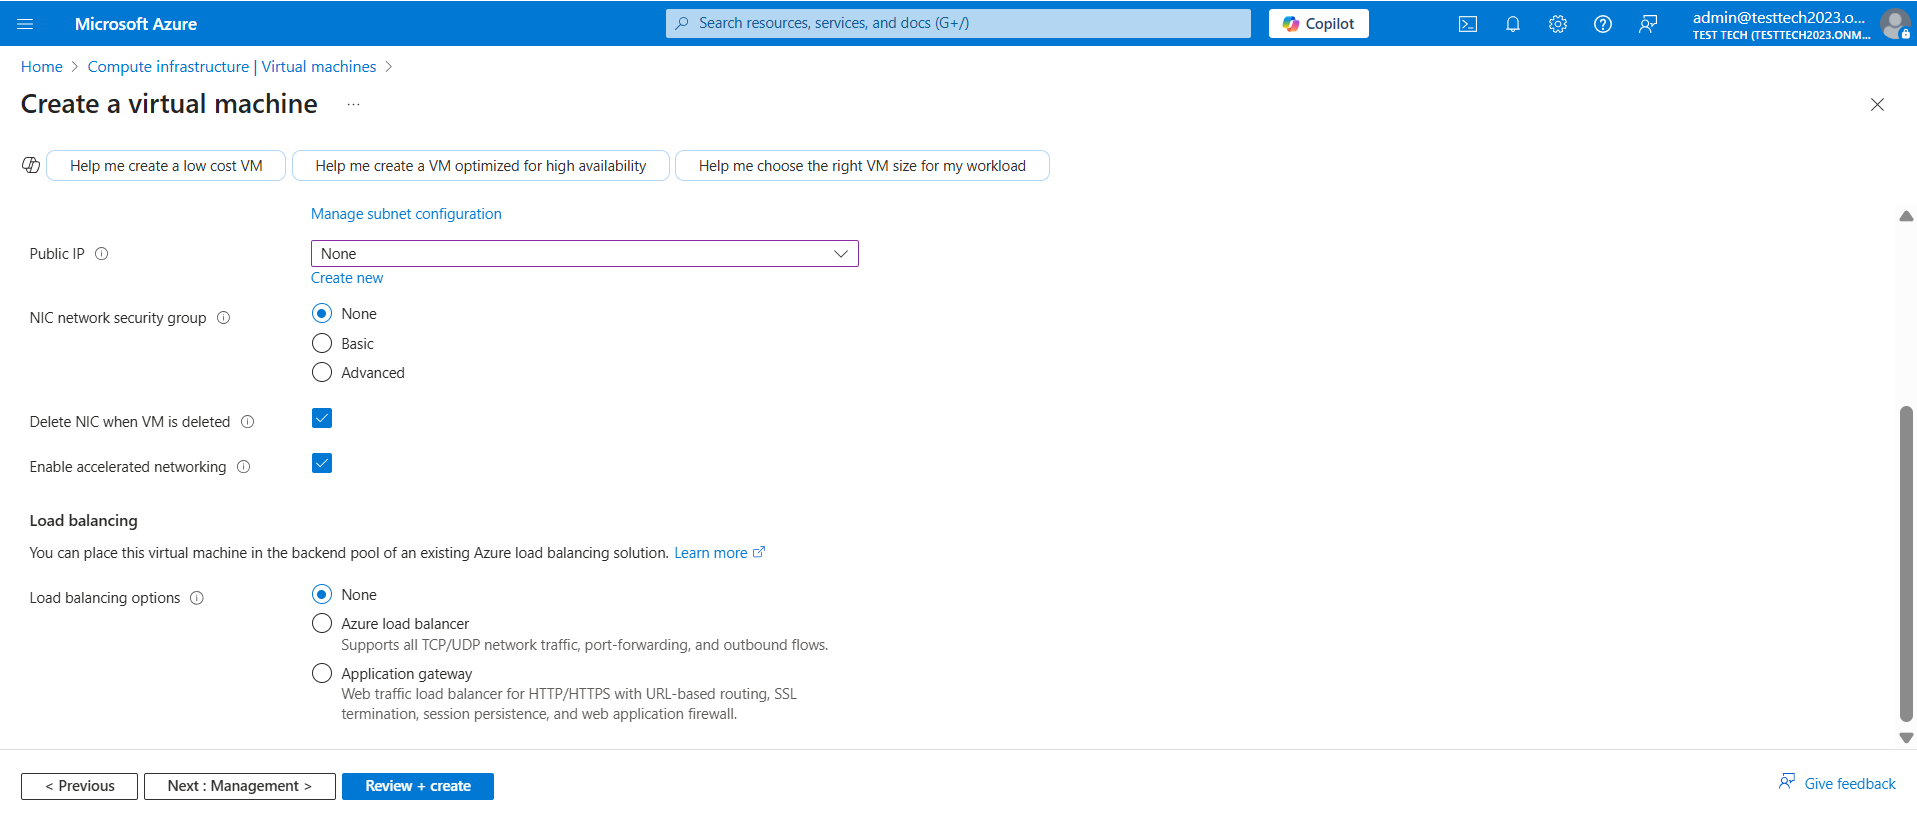 Microsoft Azure
Search resources, services, and docs (G+/)
Copilot
admin@testtech2023.o...
TEST TECH (TESTTECH2023.ONM...
Home > Compute infrastructure | Virtual machines >
Create a virtual machine ...
Help me create a low cost VM
Help me create a VM optimized for high availability
Help me choose the right VM size for my workload
Manage subnet configuration
Public IP
None
Create new
NIC network security group
None
Basic
Advanced
Delete NIC when VM is deleted
Enable accelerated networking
Load balancing
You can place this virtual machine in the backend pool of an existing Azure load balancing solution. Learn more
Load balancing options
None
Azure load balancer
Supports all TCP/UDP network traffic, port-forwarding, and outbound flows.
Application gateway
Web traffic load balancer for HTTP/HTTPS with URL-based routing, SSL
termination, session persistence, and web application firewall.
< Previous
Next : Management >
Review + create
Give feedback